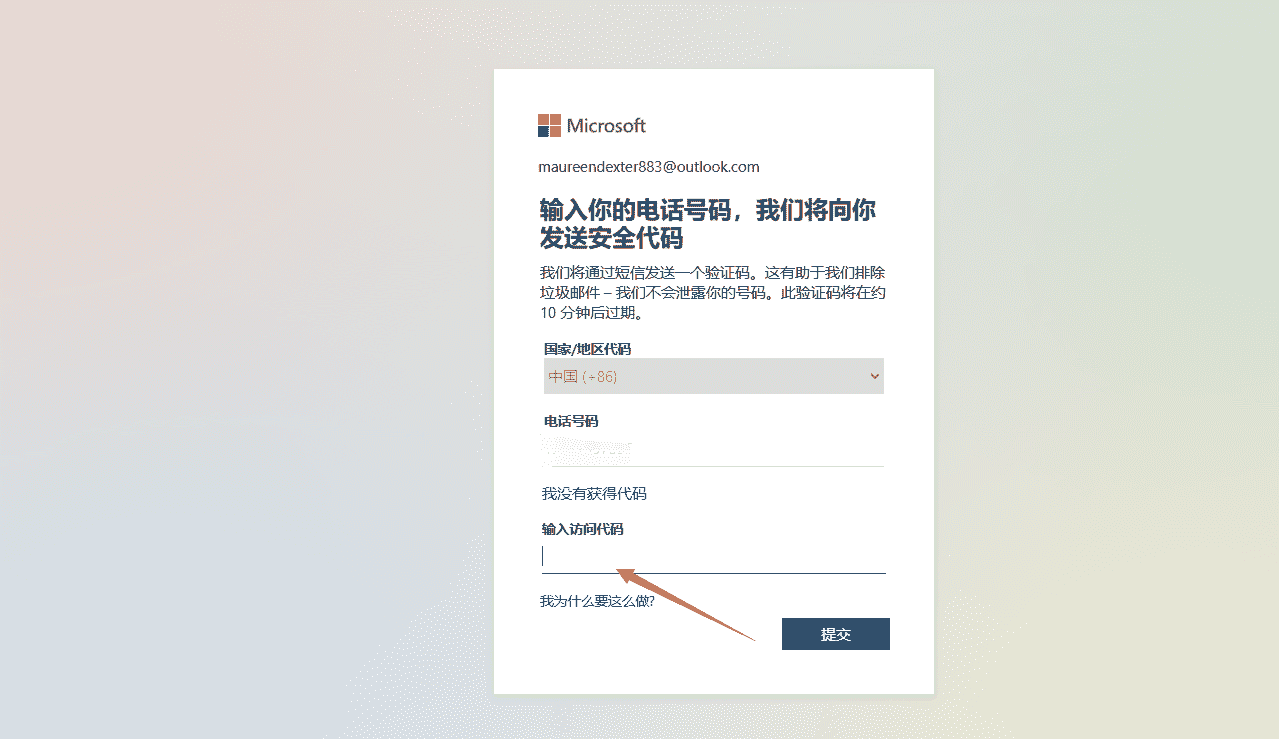 Microsoft
maureendexter883@outlook.com
输入你的电话号码，我们将向你
发送安全代码
我们将通过短信发送一个验证码。这有助于我们排除
垃圾邮件 – 我们不会泄露你的号码。此验证码将在约
10 分钟后过期。
国家/地区代码
中国 (+86)
电话号码
我没有获得代码
输入访问代码
我为什么要这么做?
提交